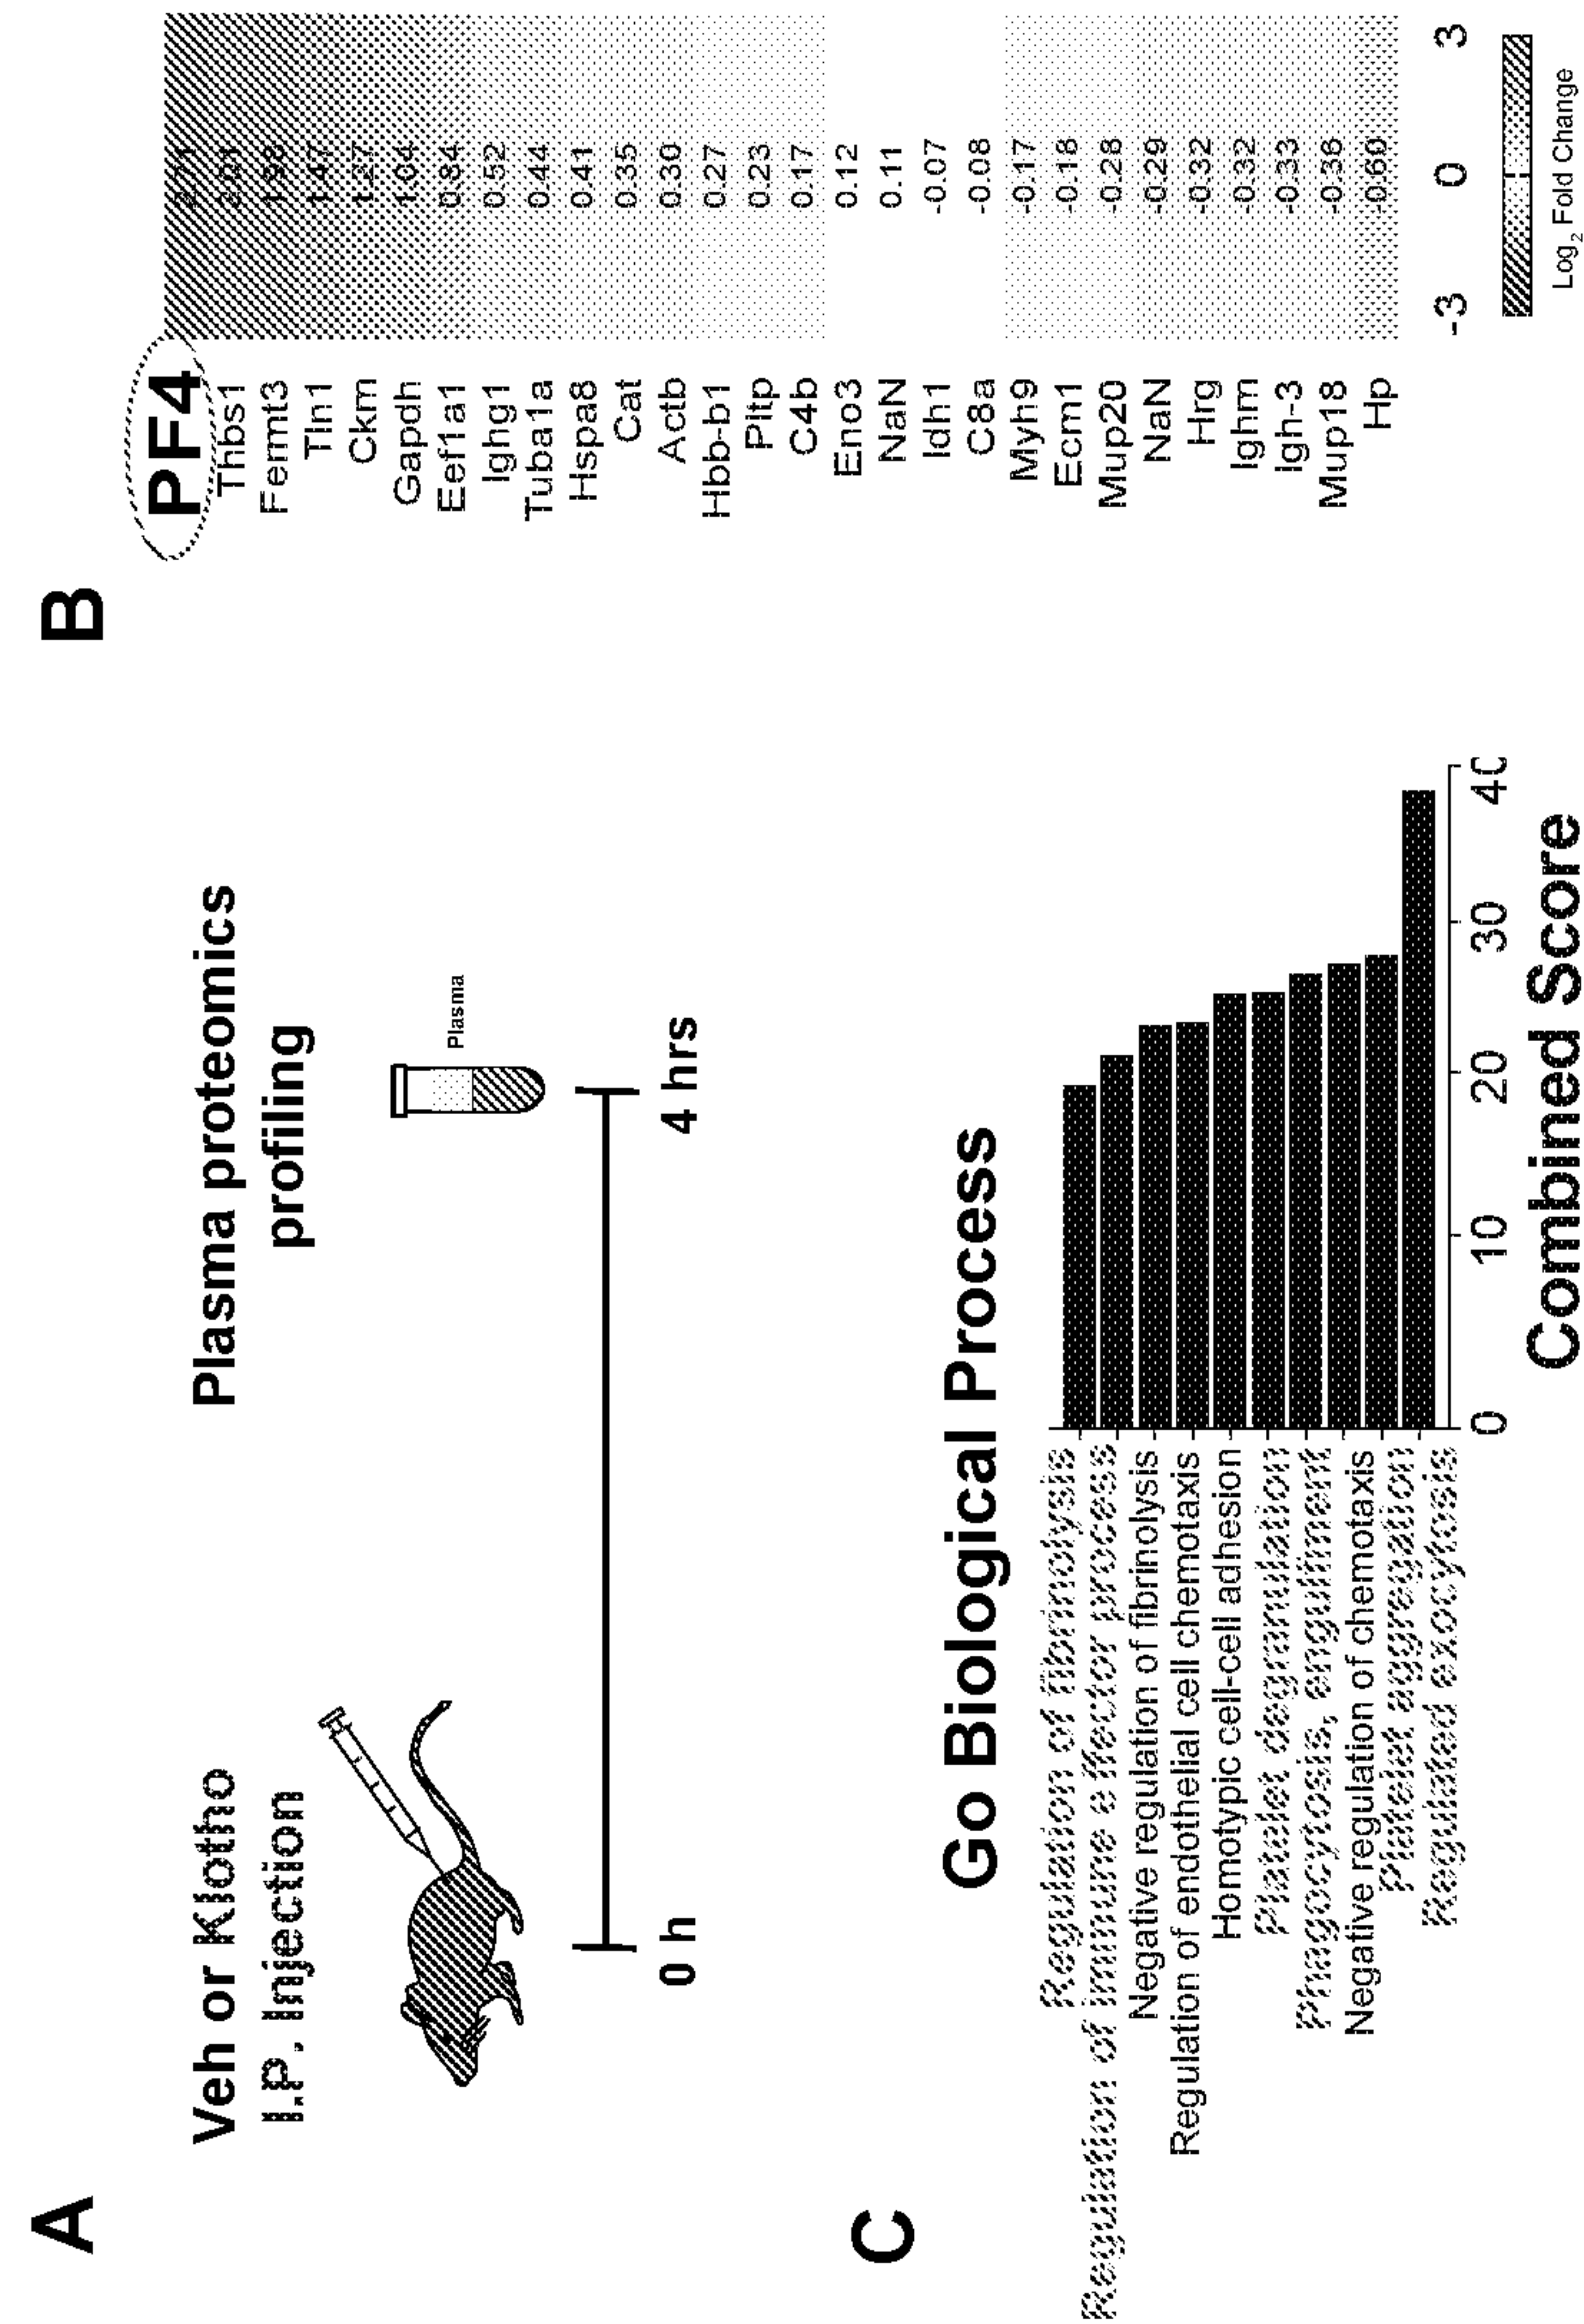 A
Veh or Klotho
I.P. Injection
Plasma proteomics
profiling
Plasma
0 h
4 hrs
B
PF4
Thbs1 2.01
Fermt3 1.98
Tln1 1.47
Ckm 1.27
Gapdh 1.04
Eef1a1 0.84
Ighg1 0.52
Tuba1a 0.44
Hspa8 0.41
Cat 0.35
Actb 0.30
Hbb-b1 0.27
Pltp 0.23
C4b 0.17
Eno3 0.12
NaN 0.11
Idh1 -0.07
C8a -0.08
Myh9 -0.17
Ecm1 -0.18
Mup20 -0.28
NaN -0.29
Hrg -0.32
Ighm -0.32
Igh-3 -0.33
Mup18 -0.36
Hp -0.60
-3 0 3
Log2 Fold Change
C
Go Biological Process
Regulation of fibrinolysis
Regulation of immune effector process
Negative regulation of fibrinolysis
Regulation of endothelial cell chemotaxis
Homotypic cell-cell adhesion
Platelet degranulation
Phagocytosis, engulfment
Negative regulation of chemotaxis
Platelet aggregation
Regulated exocytosis
0 10 20 30 40
Combined Score